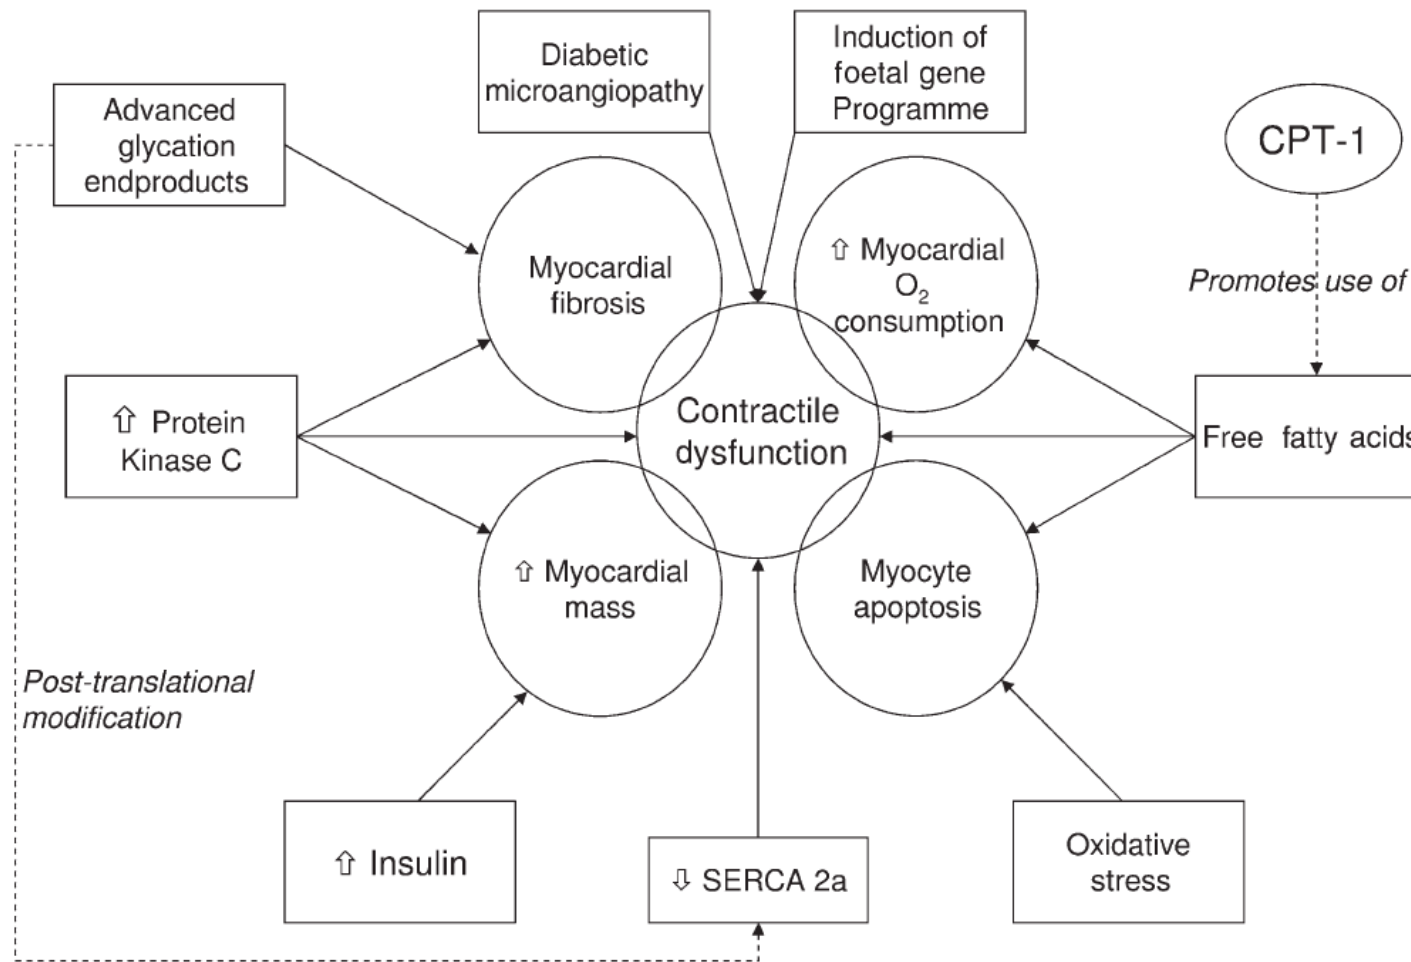 Diabetic
microangiopathy
Induction of
foetal gene
Programme
Advanced
glycation
endproducts
CPT-1
Myocardial
fibrosis
⇧ Myocardial
O₂
consumption
Promotes use of
⇧ Protein
Kinase C
Contractile
dysfunction
Free fatty acids
⇧ Myocardial
mass
Myocyte
apoptosis
Post-translational
modification
⇧ Insulin
⇩ SERCA 2a
Oxidative
stress